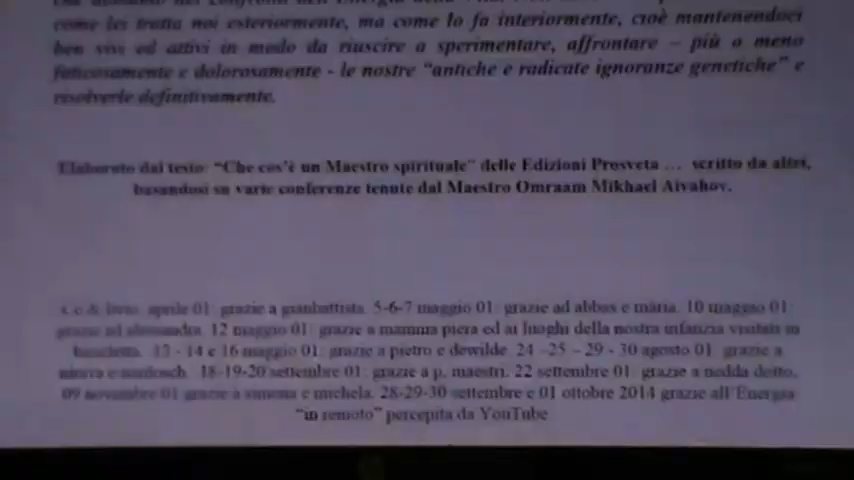 come lei tratta noi esteriormente, ma come lo fa interiormente, cioè mantenendoci
ben vivi ed attivi in modo da riuscire a sperimentare, affrontare – più o meno
faticosamente e dolorosamente - le nostre “antiche e radicate ignoranze genetiche” e
risolverle definitivamente.
Elaborato dal testo: “Che cos’è un Maestro spirituale” delle Edizioni Prosveta … scritto da altri,
basandosi su varie conferenze tenute dal Maestro Omraam Mikhael Aivahov.
aprile 01: grazie a gianbattista. 5-6-7 maggio 01: grazie ad abbas e maria. 10 maggio 01:
grazie ad alessandra. 12 maggio 01: grazie a mamma piera ed ai luoghi della nostra infanzia visitati in
13 - 14 e 16 maggio 01: grazie a pietro e dewilde. 24 –25 – 29 - 30 agosto 01: grazie a
18-19-20 settembre 01: grazie a p. maestri. 22 settembre 01: grazie a nedda
09 novembre 01 grazie a simona e michela. 28-29-30 settembre e 01 ottobre 2014 grazie all’Energia
“in remoto” percepita da YouTube